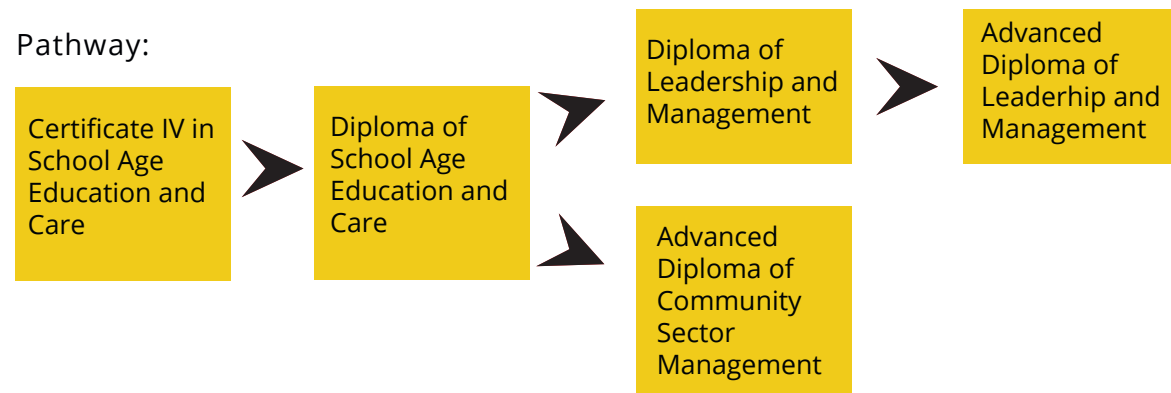 Pathway:
Certificate IV in
School Age
Education and
Care
Diploma of
School Age
Education and
Care
Diploma of
Leadership and
Management
Advanced
Diploma of
Leaderhip and
Management
Advanced
Diploma of
Community
Sector
Management